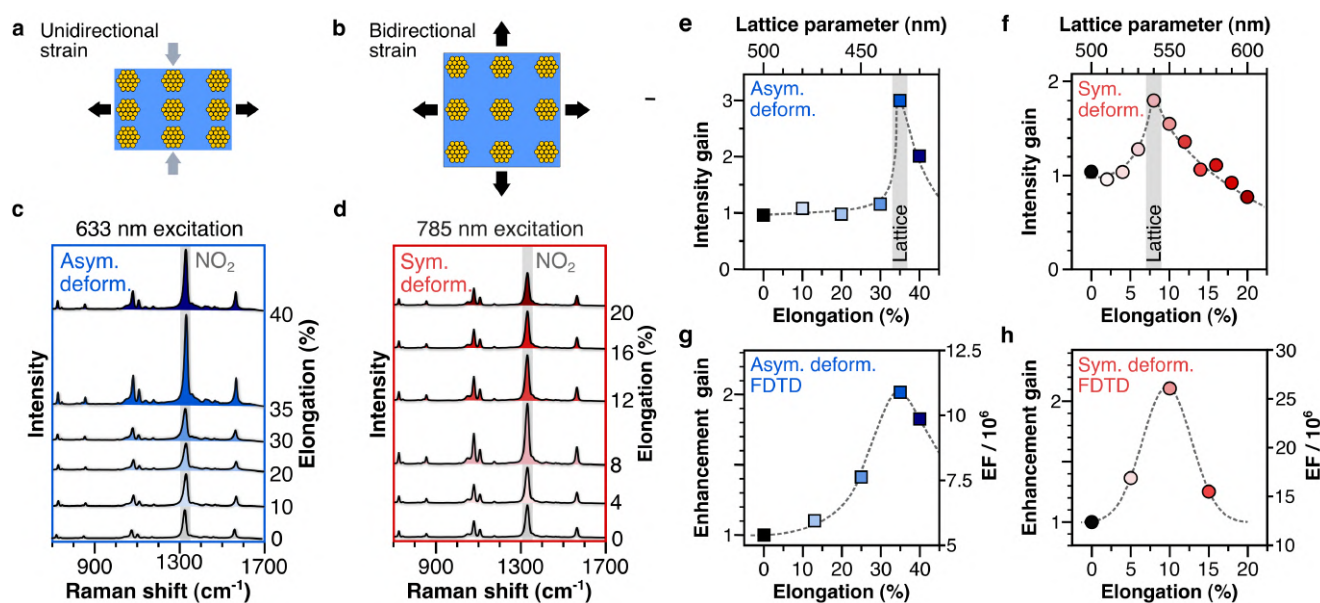 a Unidirectional
strain
b Bidirectional
strain
c 633 nm excitation
Asym.
deform.
NO2
40
35
30
20
10
0
Elongation (%)
Intensity
900 1300 1700
Raman shift (cm-1)
d 785 nm excitation
Sym.
deform.
NO2
20
16
12
8
4
0
Elongation (%)
Intensity
900 1300 1700
Raman shift (cm-1)
e Lattice parameter (nm)
500 450
Asym.
deform.
3
2
1
0
Intensity gain
Lattice
0 10 20 30 40
Elongation (%)
f Lattice parameter (nm)
500 550 600
Sym.
deform.
2
1
0
Intensity gain
Lattice
0 5 10 15 20
Elongation (%)
g Asym. deform.
FDTD
2
1
Enhancement gain
12.5
10
7.5
5
EF / 10^6
0 10 20 30 40
Elongation (%)
h Sym. deform.
FDTD
2
1
Enhancement gain
30
25
20
15
10
EF / 10^6
0 5 10 15 20
Elongation (%)